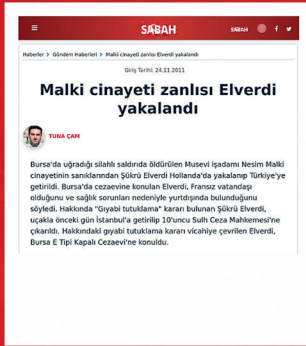 SABAH
SABAH
Haberler > Gündem Haberleri > Malki cinayeti zanlısı Elverdi yakalandı
Giriş Tarihi: 24.11.2011
Malki cinayeti zanlısı Elverdi
yakalandı
TUNA ÇAM
Bursa'da uğradığı silahlı saldırıda öldürülen Musevi işadamı Nesim Malki
cinayetinin sanıklarından Şükrü Elverdi Hollanda'da yakalanıp Türkiye'ye
getirildi. Bursa'da cezaevine konulan Elverdi, Fransız vatandaşı
olduğunu ve sağlık sorunları nedeniyle yurtdışında bulunduğunu
söyledi. Hakkında "Gıyabi tutuklama" kararı bulunan Şükrü Elverdi,
uçakla önceki gün İstanbul'a getirilip 10'uncu Sulh Ceza Mahkemesi'ne
çıkarıldı. Hakkındaki gıyabi tutuklama kararı vicahiye çevrilen Elverdi,
Bursa E Tipi Kapalı Cezaevi'ne konuldu.